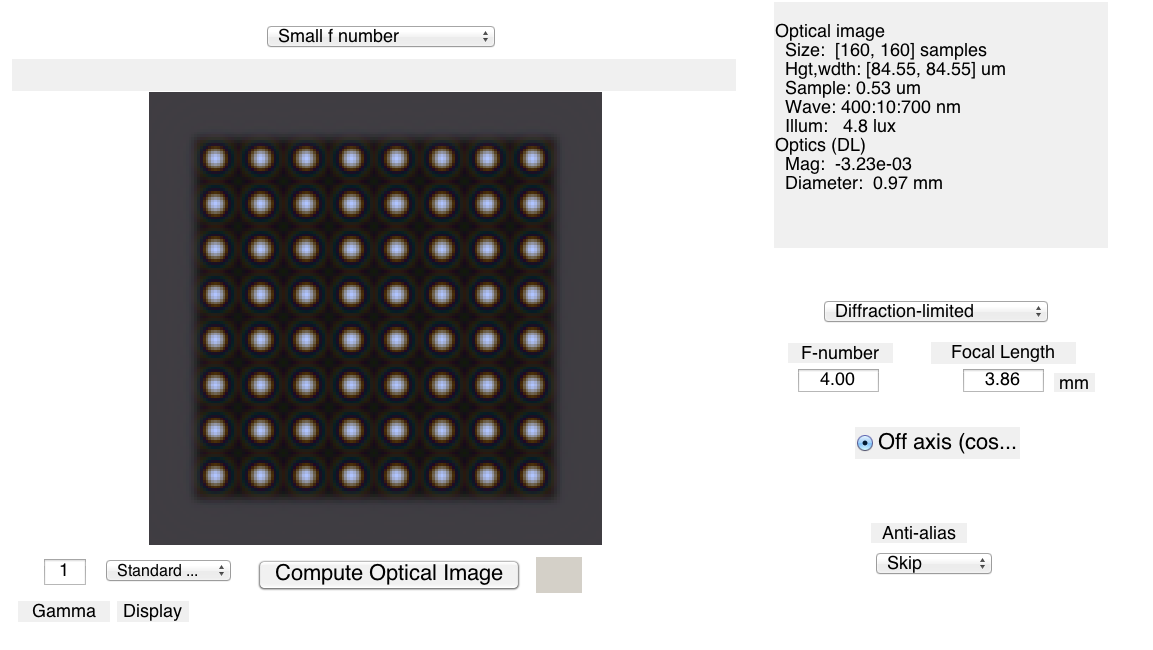 Small f number
Optical image
Size: [160, 160] samples
Hgt,wdth: [84.55, 84.55] um
Sample: 0.53 um
Wave: 400:10:700 nm
Illum: 4.8 lux
Optics (DL)
Mag: -3.23e-03
Diameter: 0.97 mm
Diffraction-limited
F-number
Focal Length
4.00
3.86
mm
Off axis (cos...
Anti-alias
Skip
1
Standard ...
Compute Optical Image
Gamma
Display